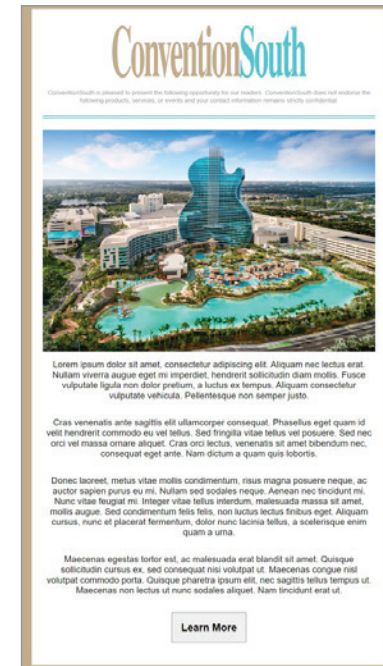 ConventionSouth
ConventionSouth is pleased to present the following opportunity for our readers. ConventionSouth does not endorse the
following products, services, or events and your contact information remains strictly confidential
Lorem ipsum dolor sit amet, consectetur adipiscing elit. Aliquam nec lectus erat.
Nullam viverra augue eget mi imperdiet, hendrerit sollicitudin diam mollis. Fusce
vulputate ligula non dolor pretium, a luctus ex tempus. Aliquam consectetur
vulputate vehicula. Pellentesque non semper justo.
Cras venenatis ante sagittis elit ullamcorper consequat. Phasellus eget quam id
velit hendrerit commodo eu vel tellus. Sed fringilla vitae tellus vel posuere. Sed nec
orci vel massa ornare aliquet. Cras orci lectus, venenatis sit amet bibendum nec,
consequat eget ante. Nam dictum a quam quis lobortis.
Donec laoreet, metus vitae mollis condimentum, risus magna posuere neque, ac
auctor sapien purus eu mi. Nullam sed sodales neque. Aenean nec tincidunt mi.
Nunc vitae feugiat mi. Integer vitae tellus interdum, malesuada massa sit amet,
mollis augue. Sed condimentum felis felis, non luctus lectus finibus eget. Aliquam
cursus, nunc et placerat fermentum, dolor nunc lacinia tellus, a scelerisque enim
quam a urna.
Maecenas egestas tortor est, ac malesuada erat blandit sit amet. Quisque
sollicitudin cursus ex, sed consequat nisi volutpat ut. Maecenas congue nisl
volutpat commodo porta. Quisque pharetra ipsum elit, nec sagittis tellus tempus ut.
Maecenas non lectus ut nunc sodales aliquet. Nam tincidunt erat ut.
Learn More